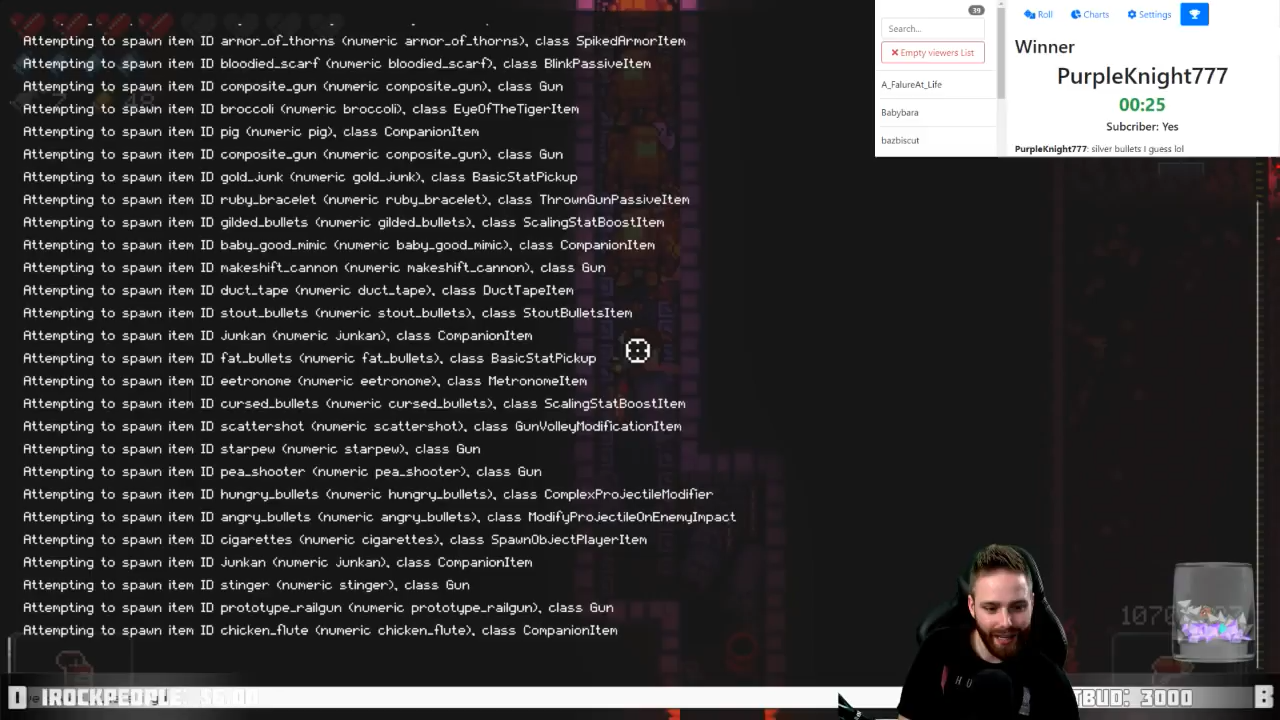 Attempting to spawn item ID armor_of_thorns (numeric armor_of_thorns), class SpikedArmorItem
Attempting to spawn item ID bloodied_scarf (numeric bloodied_scarf), class BlinkPassiveItem
Attempting to spawn item ID composite_gun (numeric composite_gun), class Gun
Attempting to spawn item ID broccoli (numeric broccoli), class EyeOfTheTigerItem
Attempting to spawn item ID pig (numeric pig), class CompanionItem
Attempting to spawn item ID composite_gun (numeric composite_gun), class Gun
Attempting to spawn item ID gold_junk (numeric gold_junk), class BasicStatPickup
Attempting to spawn item ID ruby_bracelet (numeric ruby_bracelet), class ThrownGunPassiveItem
Attempting to spawn item ID gilded_bullets (numeric gilded_bullets), class ScalingStatBoostItem
Attempting to spawn item ID baby_good_mimic (numeric baby_good_mimic), class CompanionItem
Attempting to spawn item ID makeshift_cannon (numeric makeshift_cannon), class Gun
Attempting to spawn item ID duct_tape (numeric duct_tape), class DuctTapeItem
Attempting to spawn item ID stout_bullets (numeric stout_bullets), class StoutBulletsItem
Attempting to spawn item ID junkan (numeric junkan), class CompanionItem
Attempting to spawn item ID fat_bullets (numeric fat_bullets), class BasicStatPickup
Attempting to spawn item ID eetronome (numeric eetronome), class MetronomeItem
Attempting to spawn item ID cursed_bullets (numeric cursed_bullets), class ScalingStatBoostItem
Attempting to spawn item ID scattershot (numeric scattershot), class GunVolleyModificationItem
Attempting to spawn item ID starpew (numeric starpew), class Gun
Attempting to spawn item ID pea_shooter (numeric pea_shooter), class Gun
Attempting to spawn item ID hungry_bullets (numeric hungry_bullets), class ComplexProjectileModifier
Attempting to spawn item ID angry_bullets (numeric angry_bullets), class ModifyProjectileOnEnemyImpact
Attempting to spawn item ID cigarettes (numeric cigarettes), class SpawnObjectPlayerItem
Attempting to spawn item ID junkan (numeric junkan), class CompanionItem
Attempting to spawn item ID stinger (numeric stinger), class Gun
Attempting to spawn item ID prototype_railgun (numeric prototype_railgun), class Gun
Attempting to spawn item ID chicken_flute (numeric chicken_flute), class CompanionItem
39
Search...
× Empty viewers List
A_FalureAt_Life
Babybara
bazbiscut
Roll Charts Settings
Winner
PurpleKnight777
00:25
Subcriber: Yes
PurpleKnight777: silver bullets I guess lol
HU
D IROCKPEOPLE:
TBUD: 3000 B